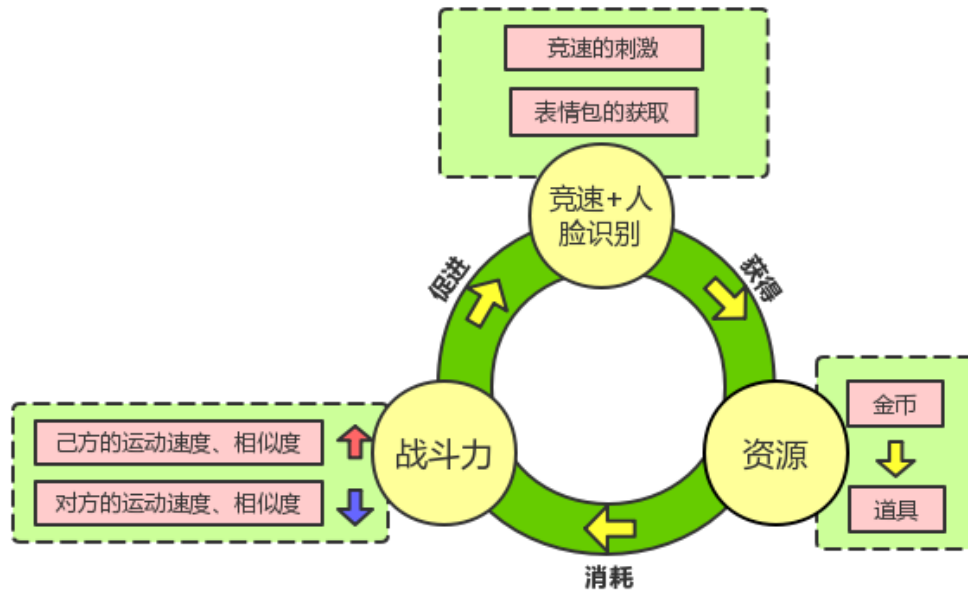 竞速的刺激
表情包的获取
竞速+人
脸识别
促进
获得
金币
己方的运动速度、相似度
战斗力
资源
对方的运动速度、相似度
道具
消耗